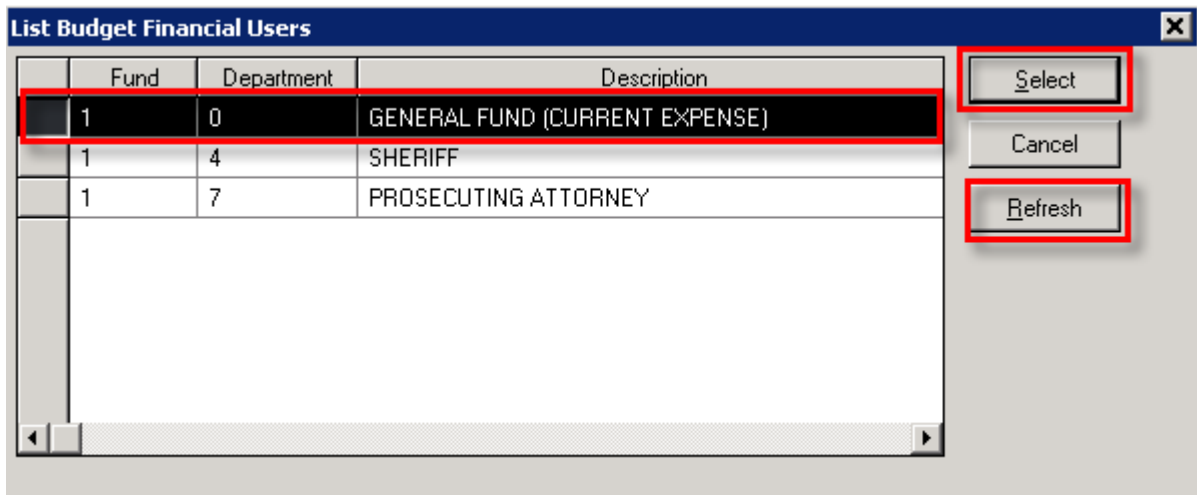 List Budget Financial Users
Fund Department Description
1 0 GENERAL FUND (CURRENT EXPENSE)
1 4 SHERIFF
1 7 PROSECUTING ATTORNEY
Select
Cancel
Refresh